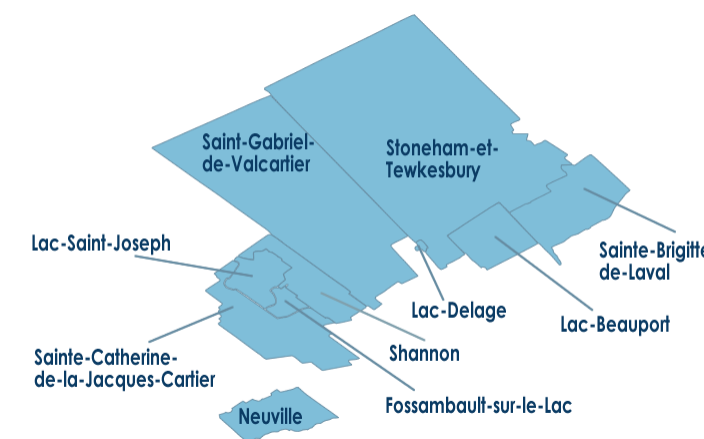 Saint-Gabriel-
de-Valcartier
Stoneham-et-
Tewkesbury
Lac-Saint-Joseph
Sainte-Brigitte
de-Laval
Lac-Delage
Lac-Beauport
Shannon
Sainte-Catherine-
de-la-Jacques-Cartier
Fossambault-sur-le-Lac
Neuville